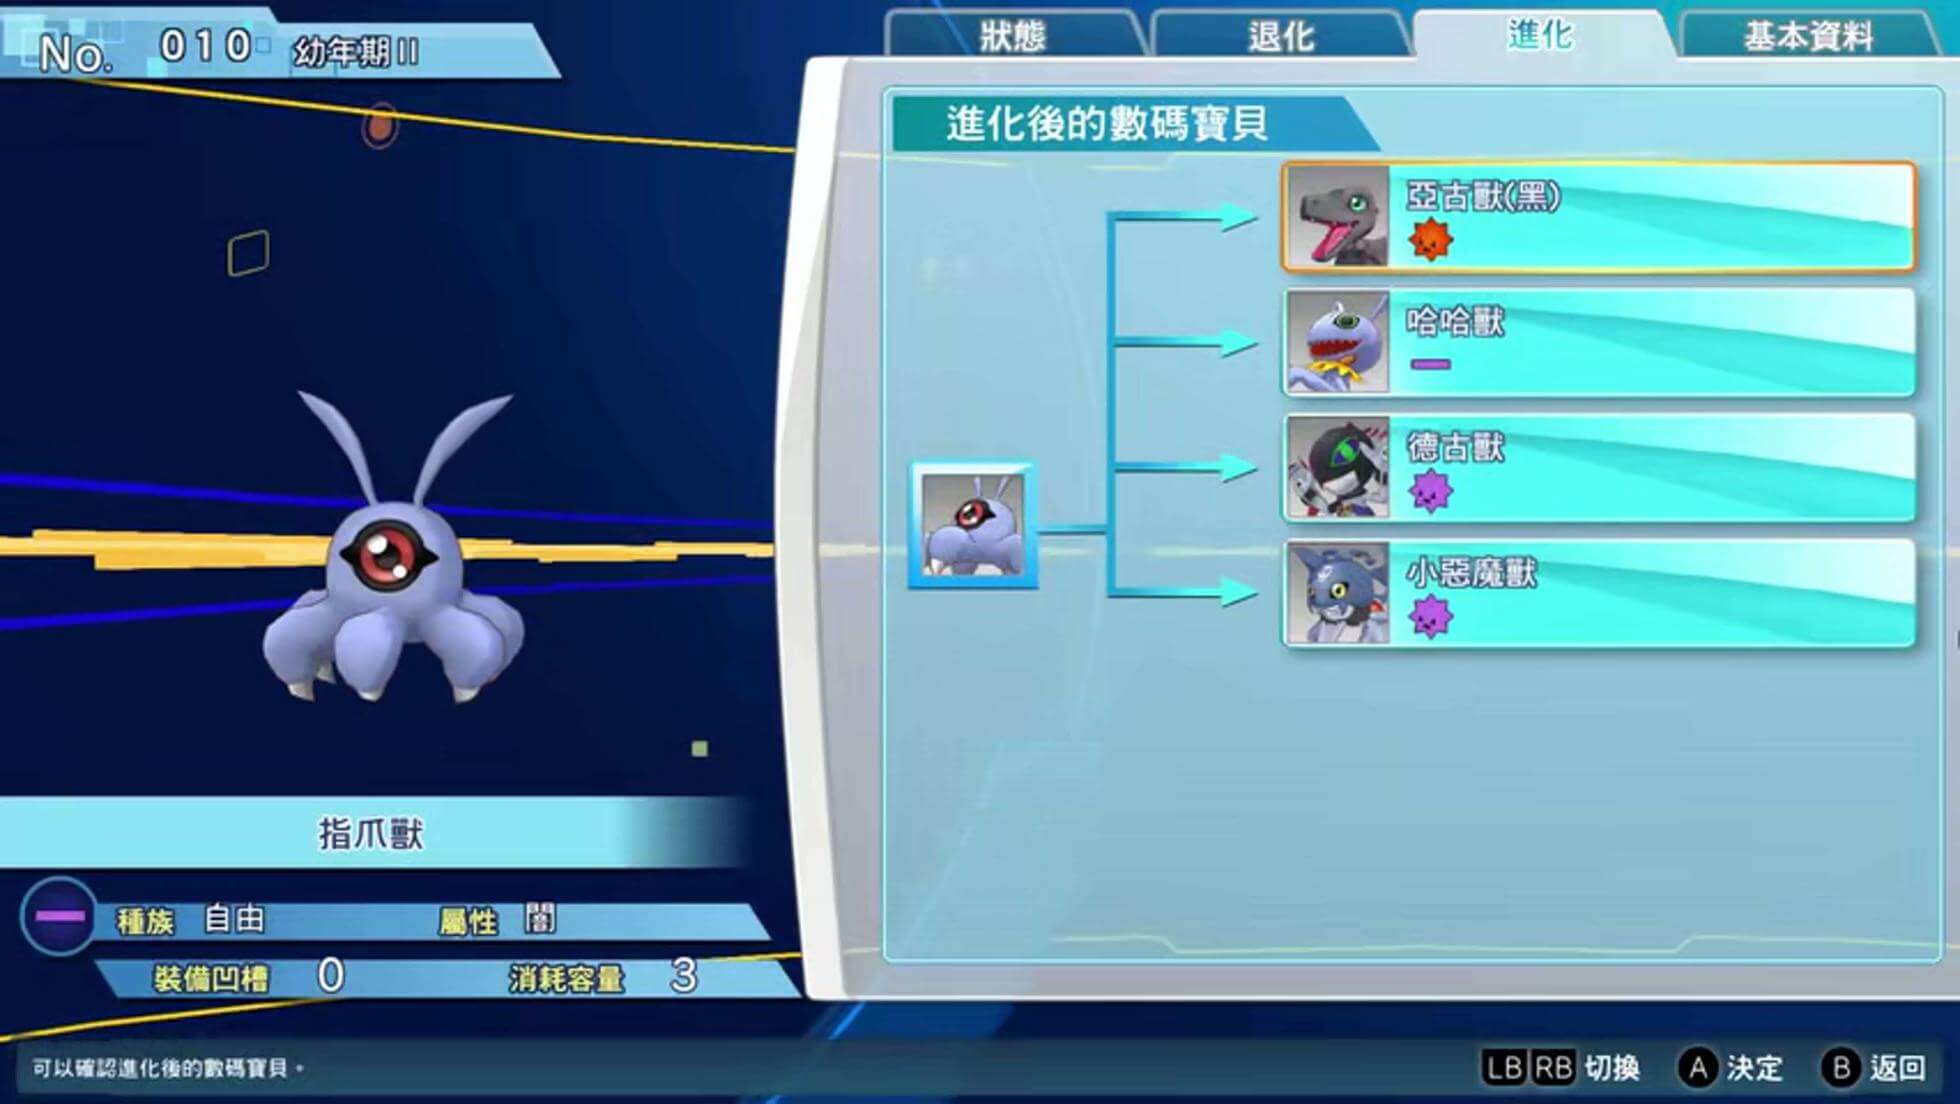 No. 010 幼年期II
狀態
退化
進化
基本資料
進化後的數碼寶貝
亞古獸(黑)
哈哈獸
德古獸
小惡魔獸
指爪獸
種族 自由 屬性 闇
裝備凹槽 0 消耗容量 3
可以確認進化後的數碼寶貝。
LB RB 切換 A 決定 B 返回